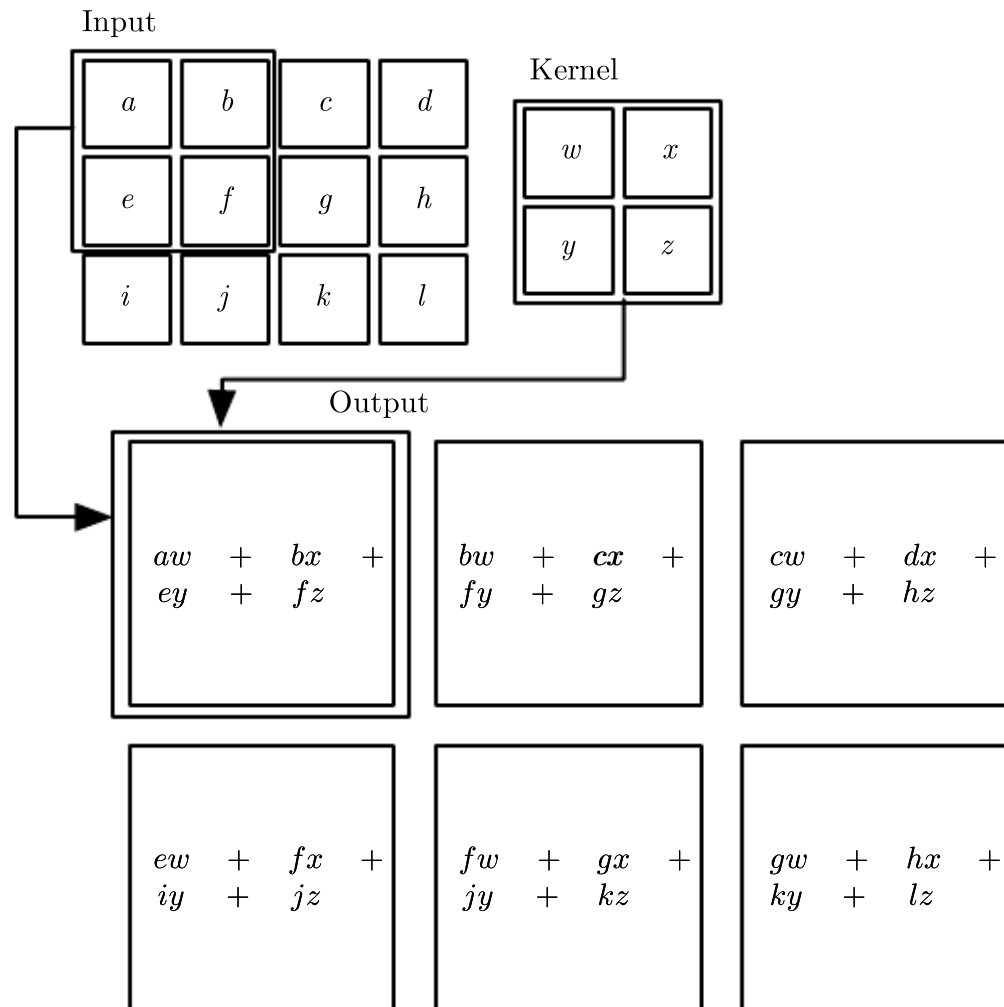 Input
Kernel
a b c d
w x
e f g h
y z
i j k l
Output
aw + bx +
ey + fz
bw + cx +
fy + gz
cw + dx +
gy + hz
ew + fx +
iy + jz
fw + gx +
jy + kz
gw + hx +
ky + lz